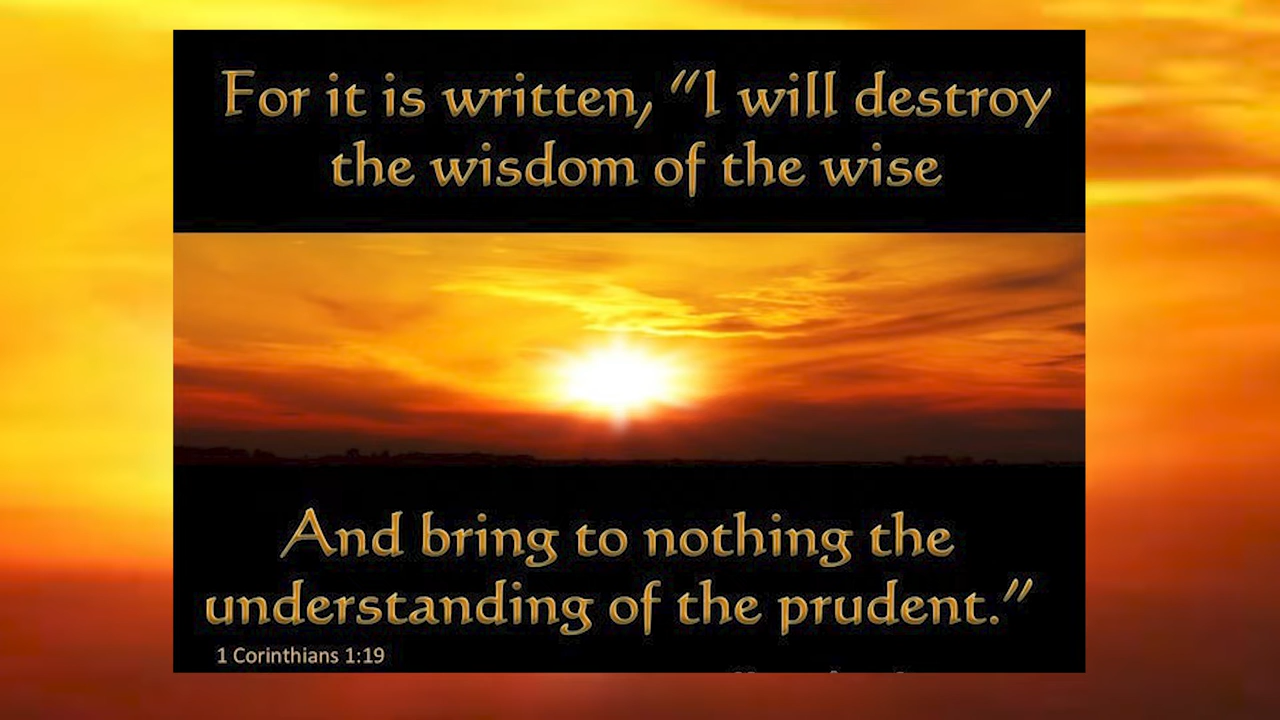 For it is written, “I will destroy
the wisdom of the wise
And bring to nothing the
understanding of the prudent.”
1 Corinthians 1:19